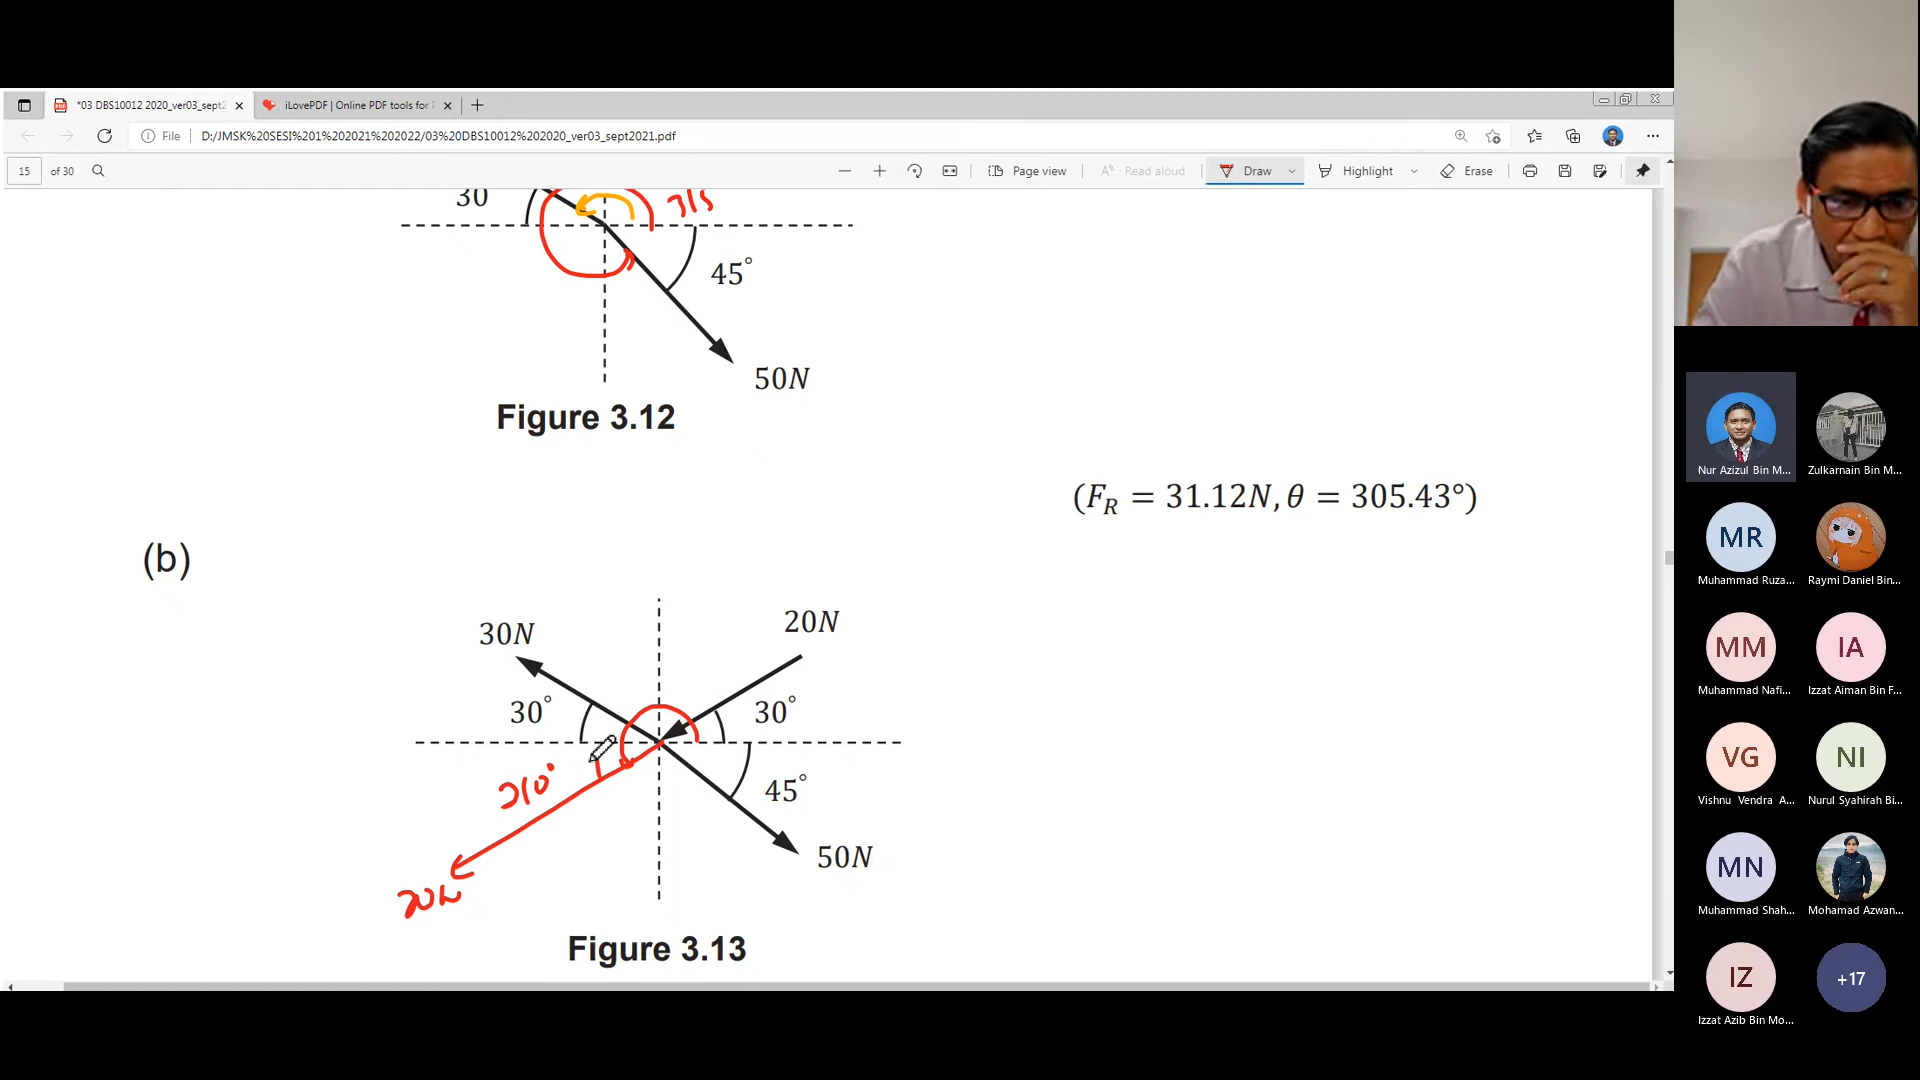 *03 DBS10012 2020_ver03_sept2
iLovePDF | Online PDF tools for
File
D:/JMSK%20SESI%201%202021%202022/03%20DBS10012%202020_ver03_sept2021.pdf
15 of 30
Page view
Read aloud
Draw
Highlight
Erase
30
315
45°
50N
Figure 3.12
(F_R = 31.12N, θ = 305.43°)
(b)
30N
20N
30°
30°
210°
45°
50N
20N
Figure 3.13
Nur Azizul Bin M...
Zulkarnain Bin M...
MR
Muhammad Ruza...
Raymi Daniel Bin...
MM
Muhammad Nafi...
IA
Izzat Aiman Bin F...
VG
Vishnu Vendra A...
NI
Nurul Syahirah Bi...
MN
Muhammad Shah...
Mohamad Azwan...
IZ
Izzat Azib Bin Mo...
+17